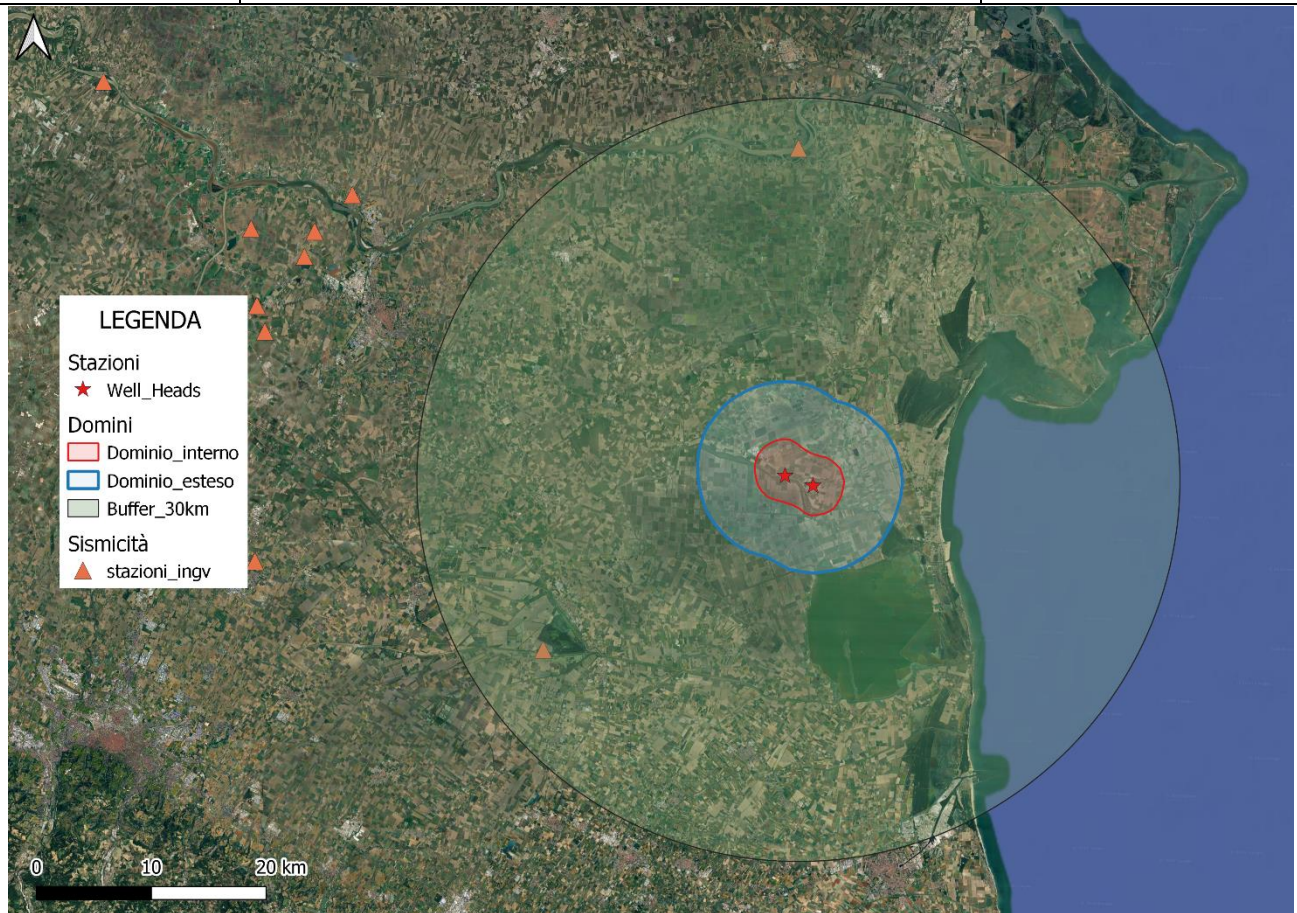 LEGENDA
Stazioni
Well_Heads
Domini
Dominio_interno
Dominio_esteso
Buffer_30km
Sismicità
stazioni_ingv
0 10 20 km